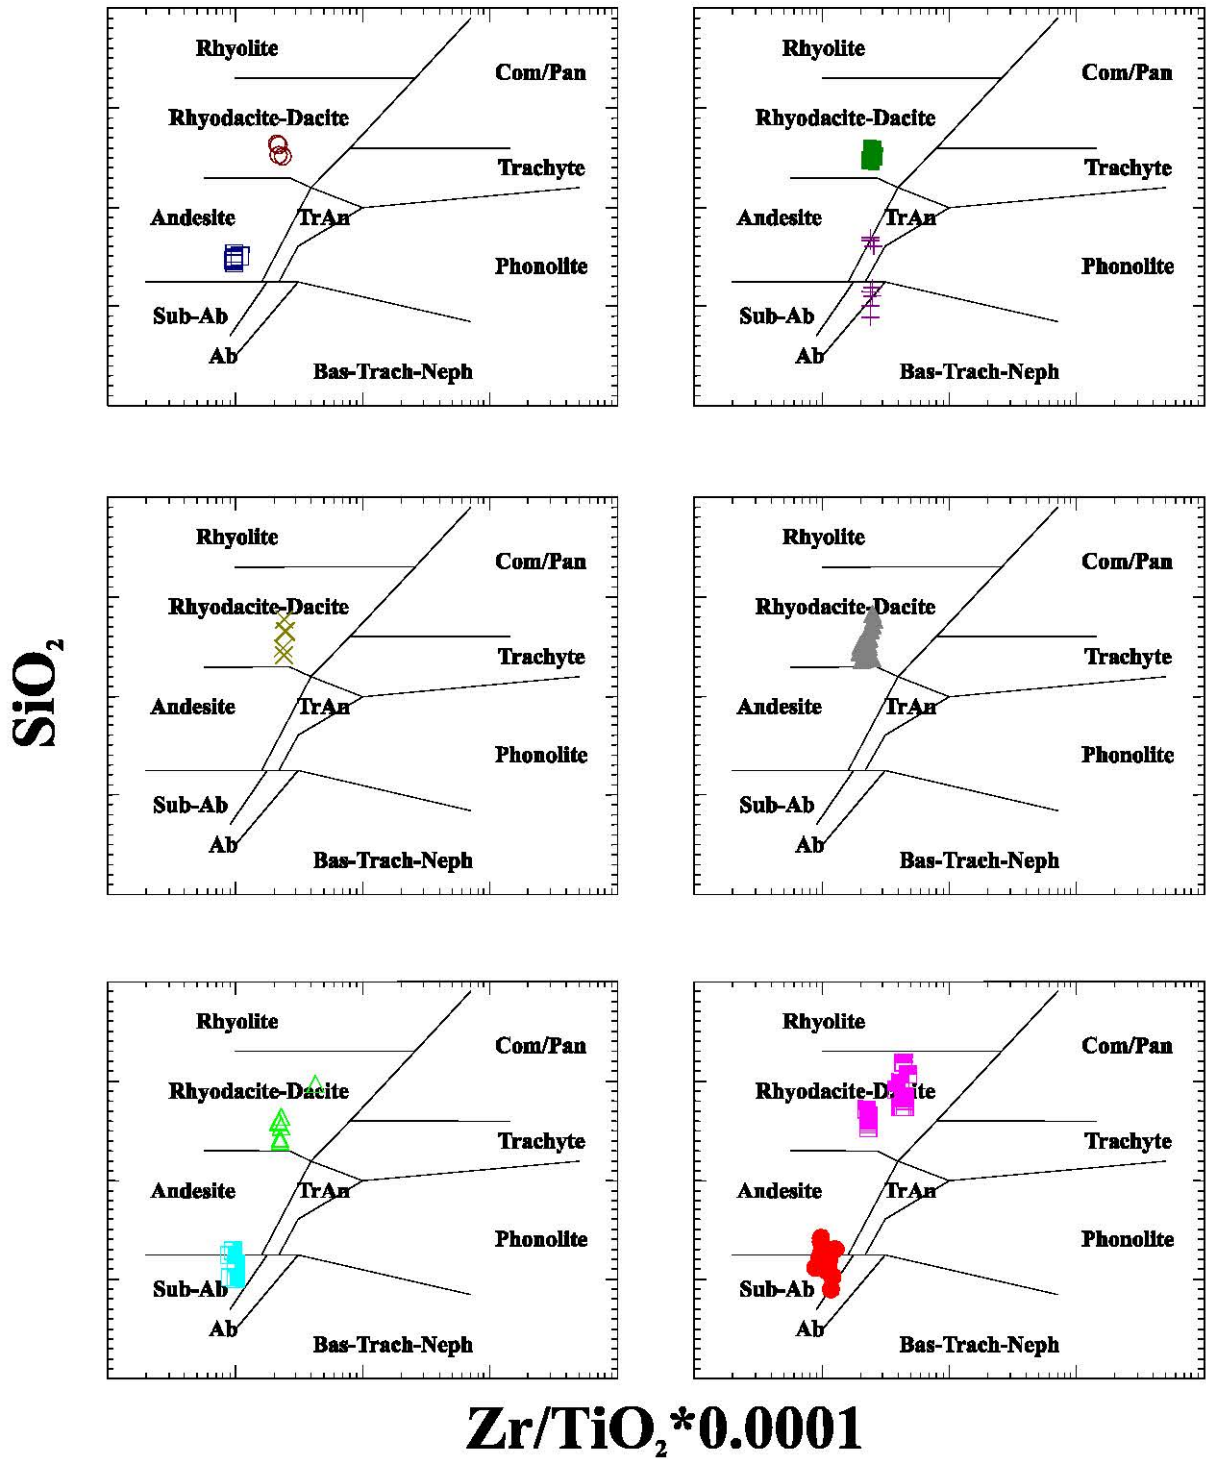 Rhyolite
Com/Pan
Rhyodacite-Dacite
Trachyte
Andesite
TrAn
Phonolite
Sub-Ab
Ab
Bas-Trach-Neph
Rhyolite
Com/Pan
Rhyodacite-Dacite
Trachyte
Andesite
TrAn
Phonolite
Sub-Ab
Ab
Bas-Trach-Neph
Rhyolite
Com/Pan
Rhyodacite-Dacite
Trachyte
Andesite
TrAn
Phonolite
Sub-Ab
Ab
Bas-Trach-Neph
Rhyolite
Com/Pan
Rhyodacite-Dacite
Trachyte
Andesite
TrAn
Phonolite
Sub-Ab
Ab
Bas-Trach-Neph
Rhyolite
Com/Pan
Rhyodacite-Dacite
Trachyte
Andesite
TrAn
Phonolite
Sub-Ab
Ab
Bas-Trach-Neph
Rhyolite
Com/Pan
Rhyodacite-Dacite
Trachyte
Andesite
TrAn
Phonolite
Sub-Ab
Ab
Bas-Trach-Neph
SiO₂
Zr/TiO₂*0.0001